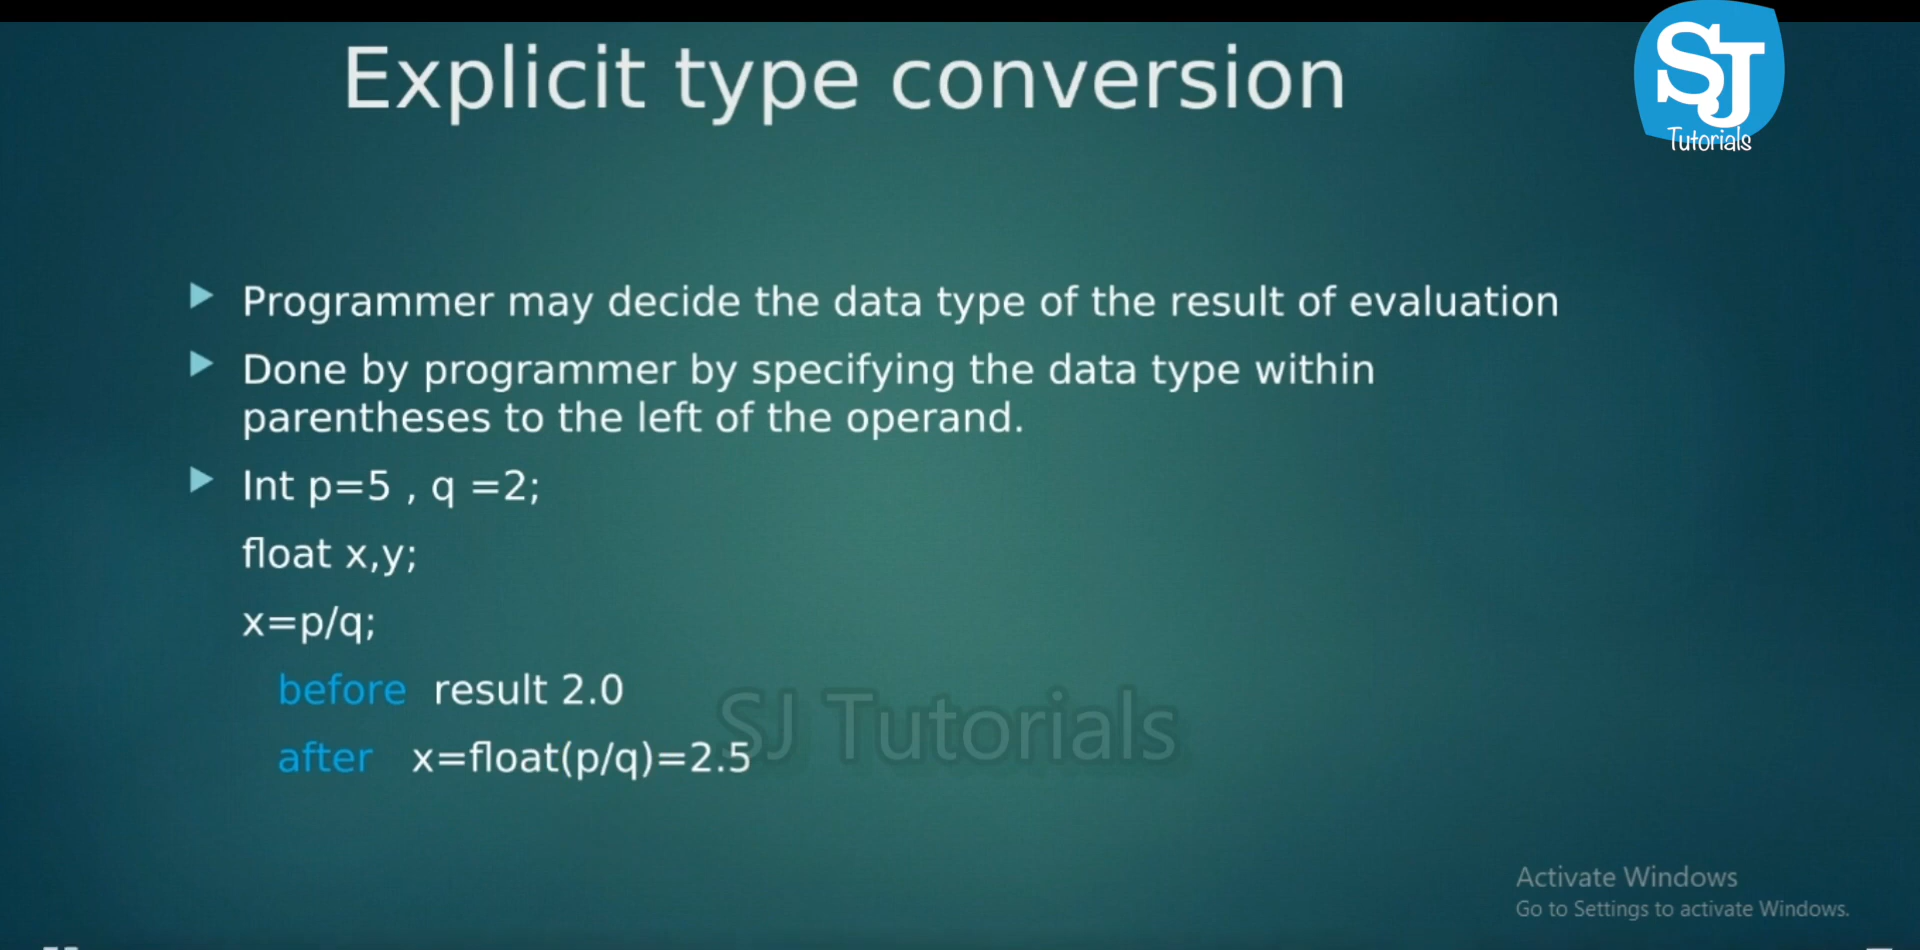 Explicit type conversion
SJ
Tutorials
Programmer may decide the data type of the result of evaluation
Done by programmer by specifying the data type within
parentheses to the left of the operand.
Int p=5 , q =2;
float x,y;
x=p/q;
before result 2.0
after x=float(p/q)=2.5
SJ Tutorials
Activate Windows
Go to Settings to activate Windows.